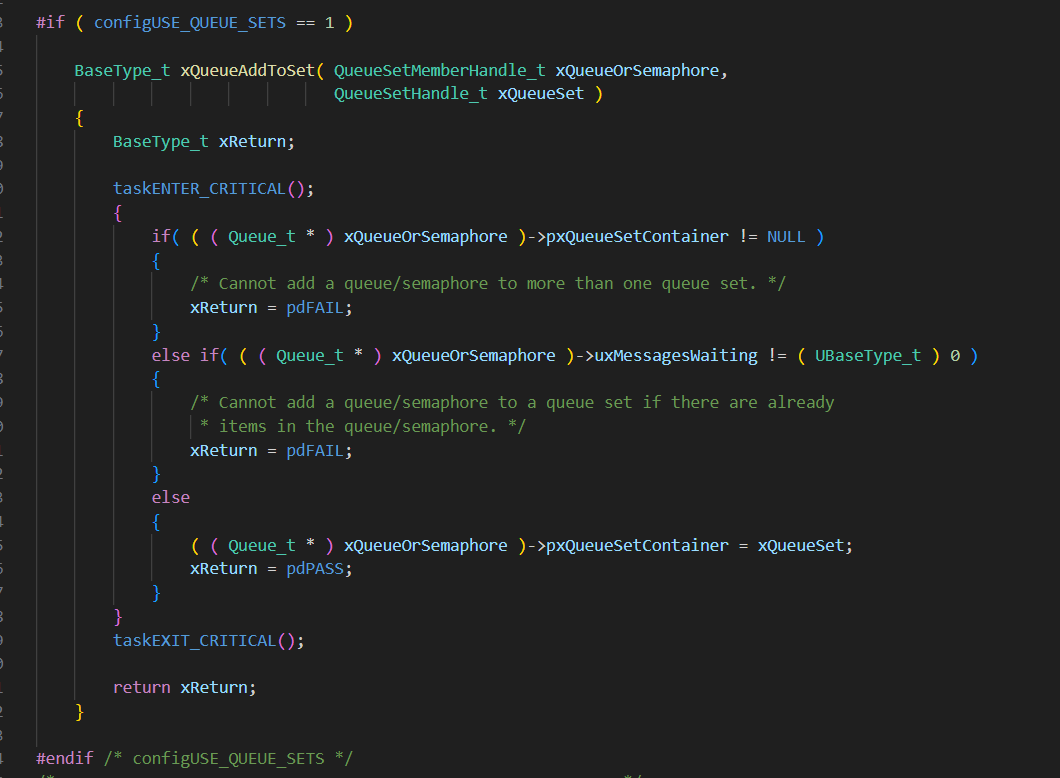 #if ( configUSE_QUEUE_SETS == 1 )
BaseType_t xQueueAddToSet( QueueSetMemberHandle_t xQueueOrSemaphore,
QueueSetHandle_t xQueueSet )
{
BaseType_t xReturn;
taskENTER_CRITICAL();
{
if( ( ( Queue_t * ) xQueueOrSemaphore )->pxQueueSetContainer != NULL )
{
/* Cannot add a queue/semaphore to more than one queue set. */
xReturn = pdFAIL;
}
else if( ( ( Queue_t * ) xQueueOrSemaphore )->uxMessagesWaiting != ( UBaseType_t ) 0 )
{
/* Cannot add a queue/semaphore to a queue set if there are already
* items in the queue/semaphore. */
xReturn = pdFAIL;
}
else
{
( ( Queue_t * ) xQueueOrSemaphore )->pxQueueSetContainer = xQueueSet;
xReturn = pdPASS;
}
}
taskEXIT_CRITICAL();
return xReturn;
}
#endif /* configUSE_QUEUE_SETS */